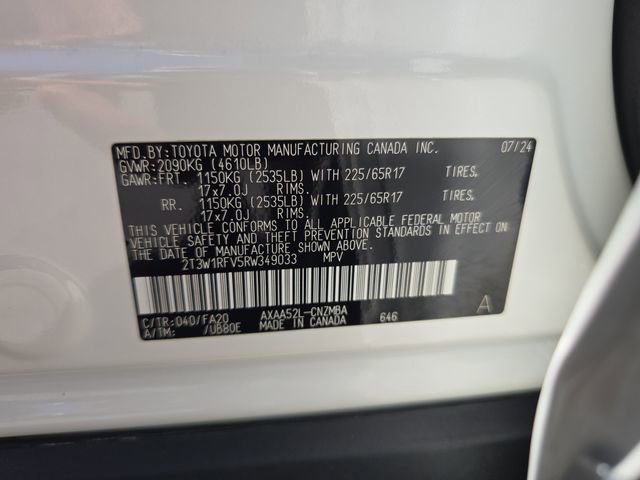 MFD.BY:TOYOTA MOTOR MANUFACTURING CANADA INC. 07/24
GVWR:2090KG (4610LB)
GAWR:FRT. 1150KG (2535LB) WITH 225/65R17 TIRES.
17x7.0J RIMS.
RR. 1150KG (2535LB) WITH 225/65R17 TIRES.
17x7.0J RIMS.
THIS VEHICLE CONFORMS TO ALL APPLICABLE FEDERAL MOTOR
VEHICLE SAFETY AND THEFT PREVENTION STANDARDS IN EFFECT ON
THE DATE OF MANUFACTURE SHOWN ABOVE.
2T3W1RFV5RW349033 MPV
C/TR:040/FA20 AXAA52L-CNZMBA 646 A
A/TM: /UB80E MADE IN CANADA